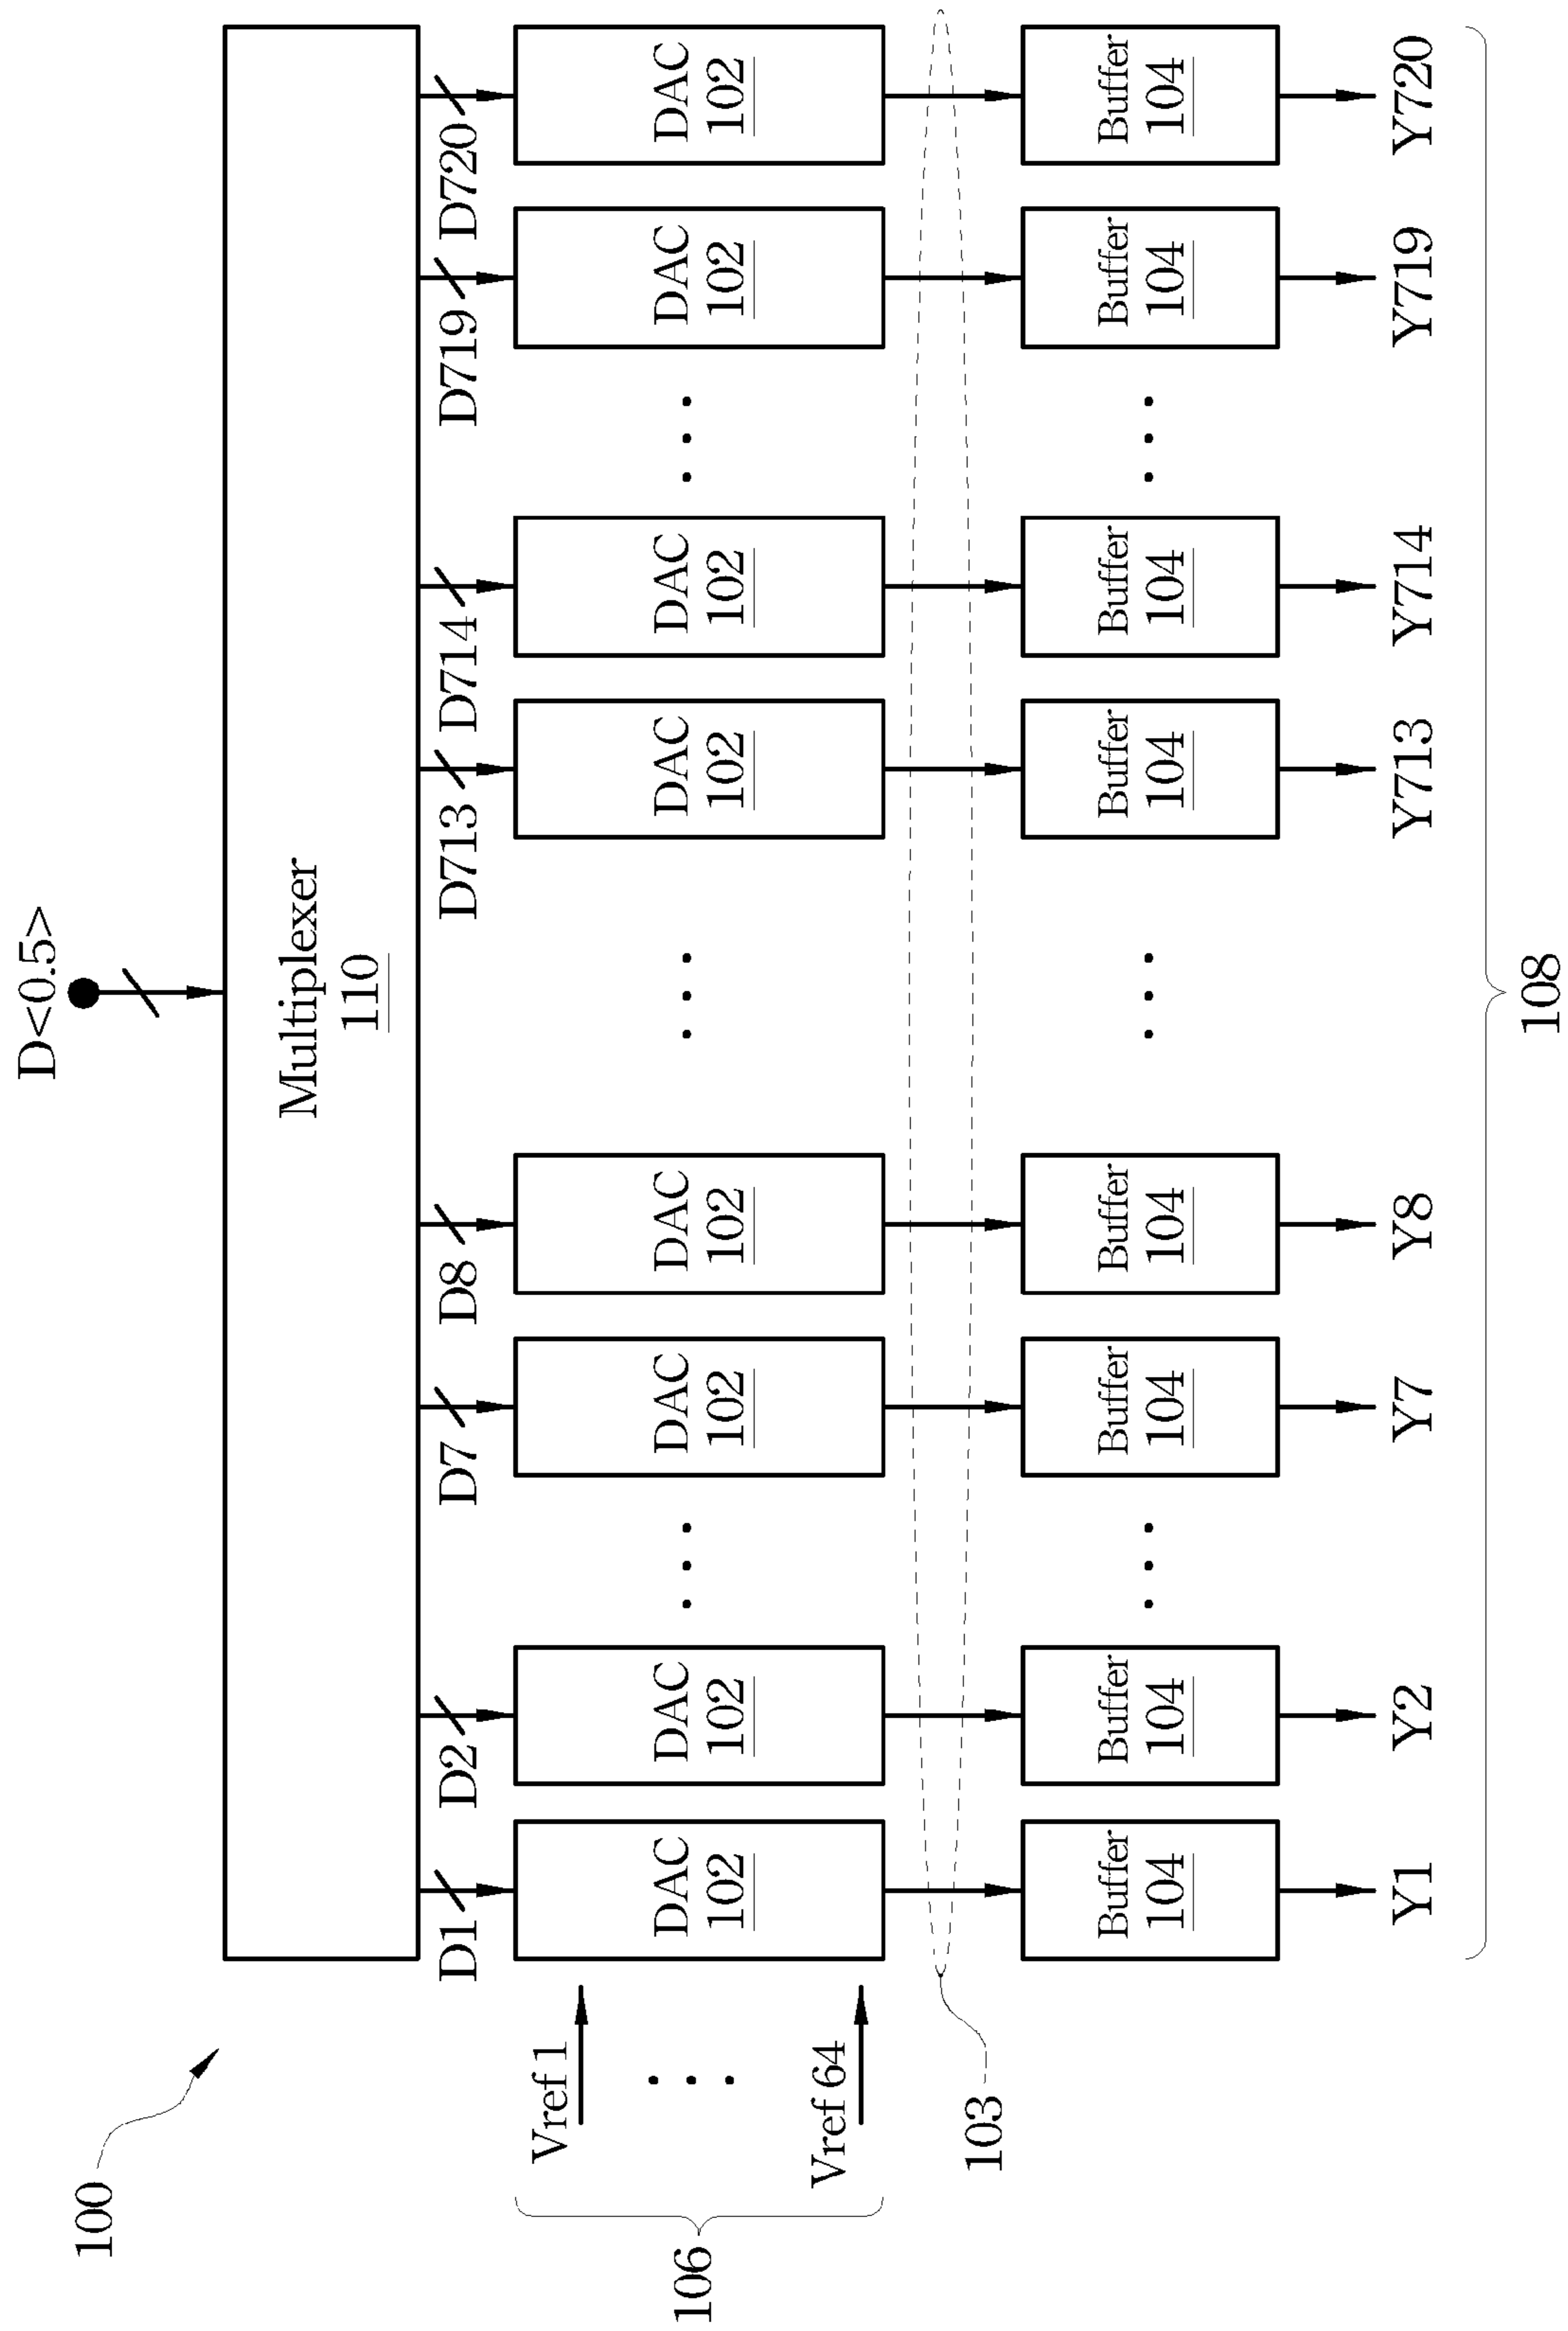 100
D<0.5>
Multiplexer
110
D1
D2
D7
D8
D713
D714
D719
D720
106
Vref 1
Vref 64
DAC
102
DAC
102
DAC
102
DAC
102
DAC
102
DAC
102
DAC
102
DAC
102
103
Buffer
104
Buffer
104
Buffer
104
Buffer
104
Buffer
104
Buffer
104
Buffer
104
Buffer
104
Y1
Y2
Y7
Y8
Y713
Y714
Y719
Y720
108